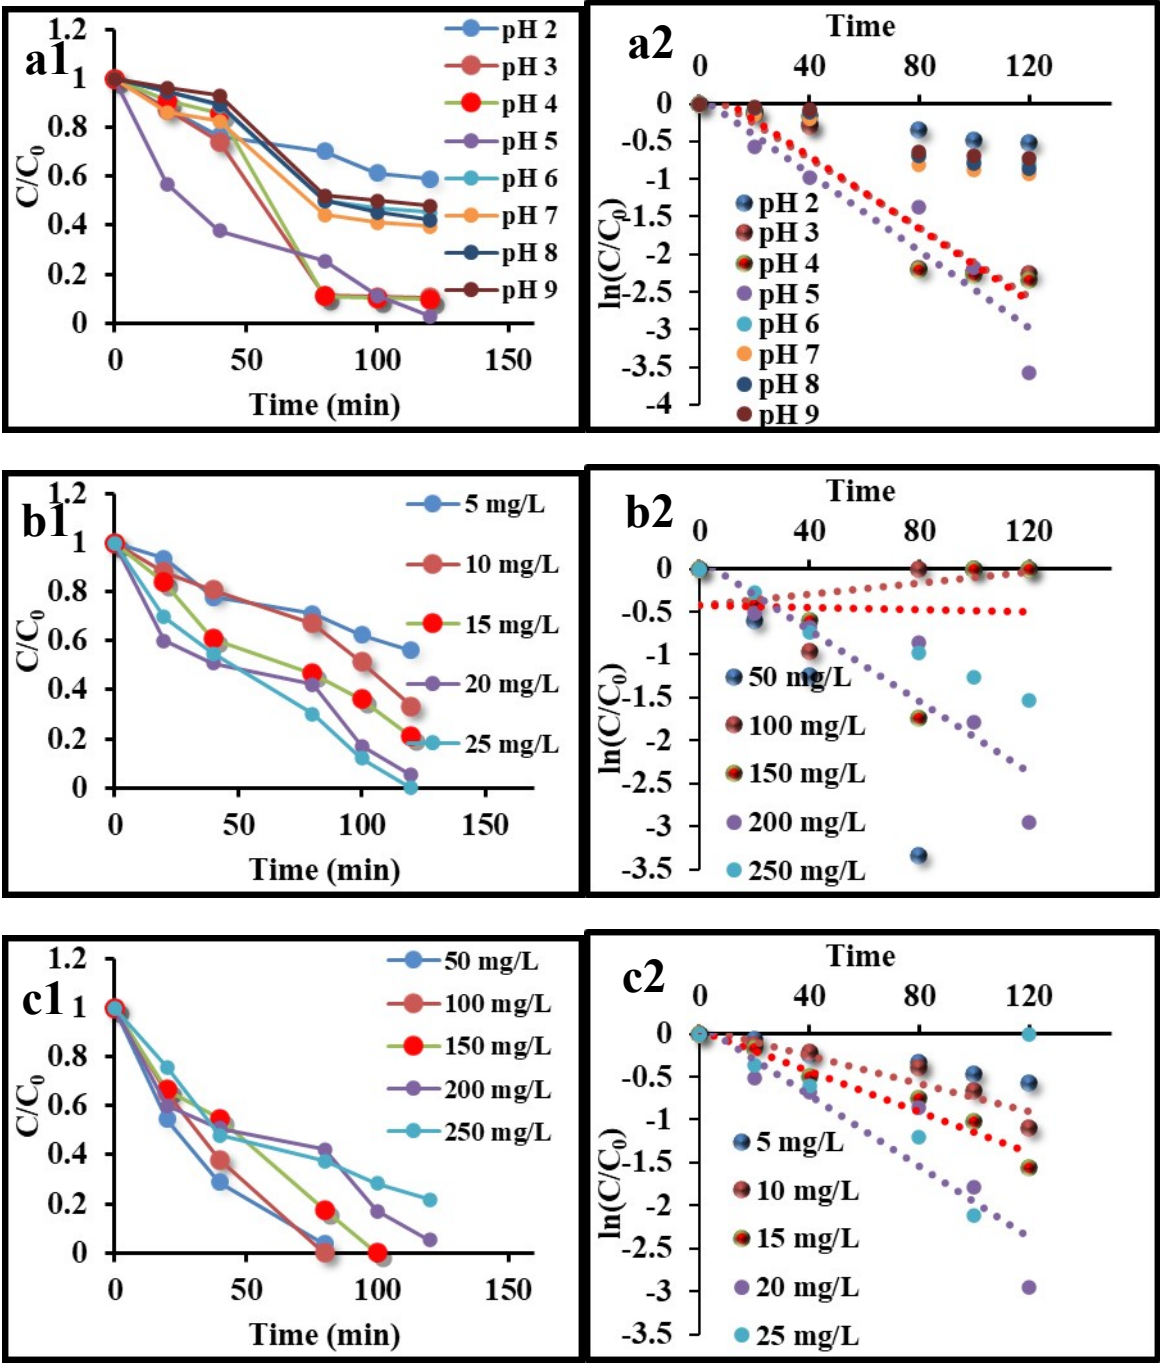 a1
1.2
1
0.8
0.6
0.4
0.2
0
C/C0
0 50 100 150
Time (min)
pH 2
pH 3
pH 4
pH 5
pH 6
pH 7
pH 8
pH 9
a2
Time
0 40 80 120
0
-0.5
-1
-1.5
-2
-2.5
-3
-3.5
-4
ln(C/C0)
pH 2
pH 3
pH 4
pH 5
pH 6
pH 7
pH 8
pH 9
b1
1.2
1
0.8
0.6
0.4
0.2
0
C/C0
0 50 100 150
Time (min)
5 mg/L
10 mg/L
15 mg/L
20 mg/L
25 mg/L
b2
Time
0 40 80 120
0
-0.5
-1
-1.5
-2
-2.5
-3
-3.5
ln(C/C0)
50 mg/L
100 mg/L
150 mg/L
200 mg/L
250 mg/L
c1
1.2
1
0.8
0.6
0.4
0.2
0
C/C0
0 50 100 150
Time (min)
50 mg/L
100 mg/L
150 mg/L
200 mg/L
250 mg/L
c2
Time
0 40 80 120
0
-0.5
-1
-1.5
-2
-2.5
-3
-3.5
ln(C/C0)
5 mg/L
10 mg/L
15 mg/L
20 mg/L
25 mg/L